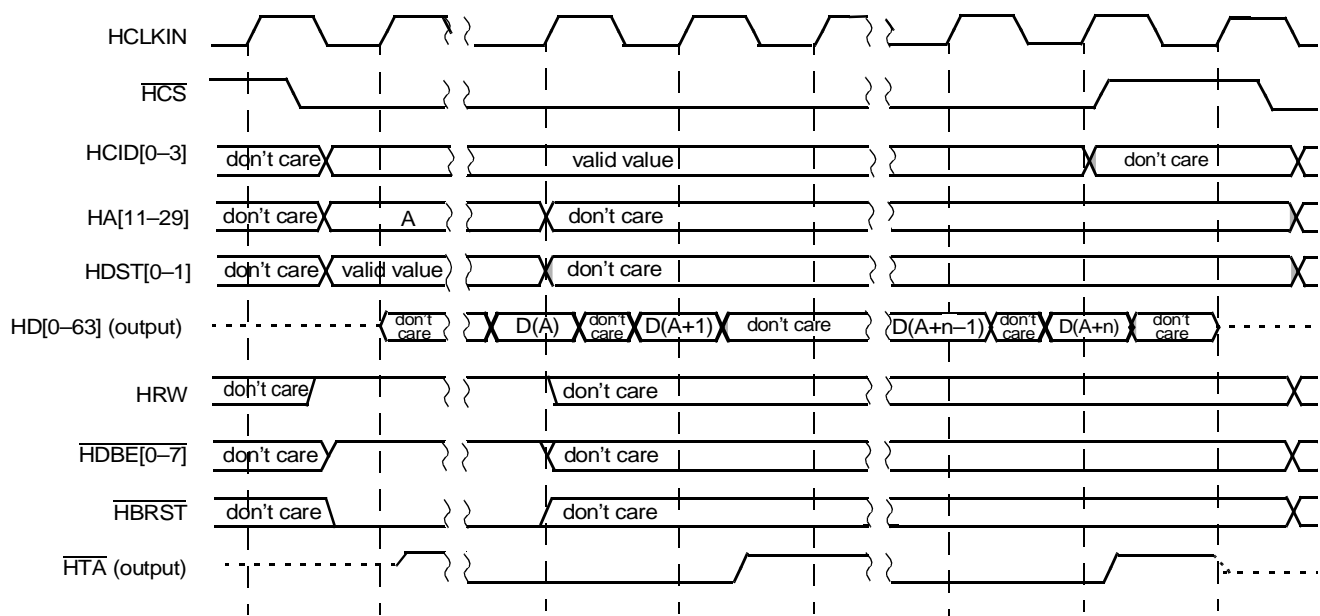 HCLKIN
HCS
HCID[0–3] don't care valid value don't care
HA[11–29] don't care A don't care
HDST[0–1] don't care valid value don't care
HD[0–63] (output) don't care D(A) don't care D(A+1) don't care D(A+n–1) don't care D(A+n) don't care
HRW don't care don't care
HDBE[0–7] don't care don't care
HBRST don't care don't care
HTA (output)